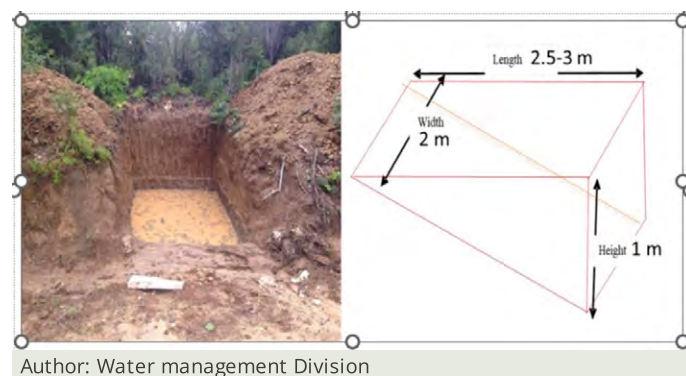 Length 2.5-3 m
Width
2 m
Height 1 m
Author: Water management Division